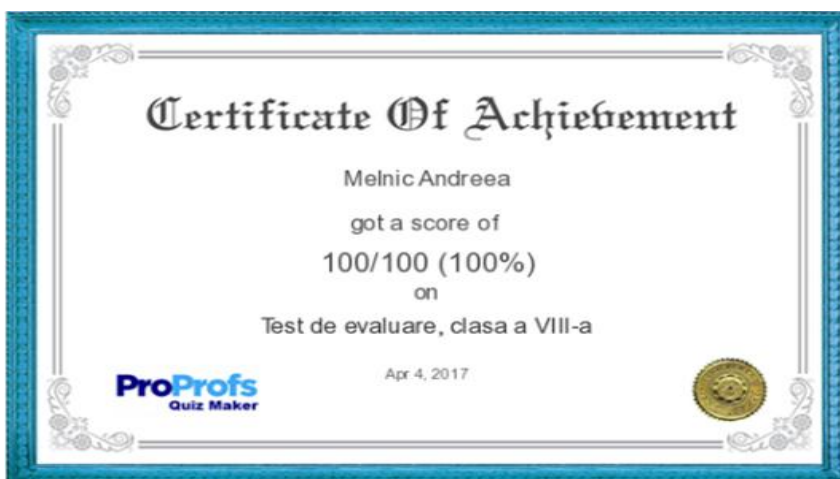 Certificate Of Achievement
Melnic Andreea
got a score of
100/100 (100%)
on
Test de evaluare, clasa a VIII-a
Apr 4, 2017
ProProfs
Quiz Maker